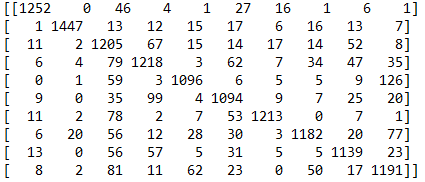 [[1252 0 46 4 1 27 16 1 6 1]
[ 1 1447 13 12 15 17 6 16 13 7]
[ 11 2 1205 67 15 14 17 14 52 8]
[ 6 4 79 1218 3 62 7 34 47 35]
[ 0 1 59 3 1096 6 5 5 9 126]
[ 9 0 35 99 4 1094 9 7 25 20]
[ 11 2 78 2 7 53 1213 0 7 1]
[ 6 20 56 12 28 30 3 1182 20 77]
[ 13 0 56 57 5 31 5 5 1139 23]
[ 8 2 81 11 62 23 0 50 17 1191]]